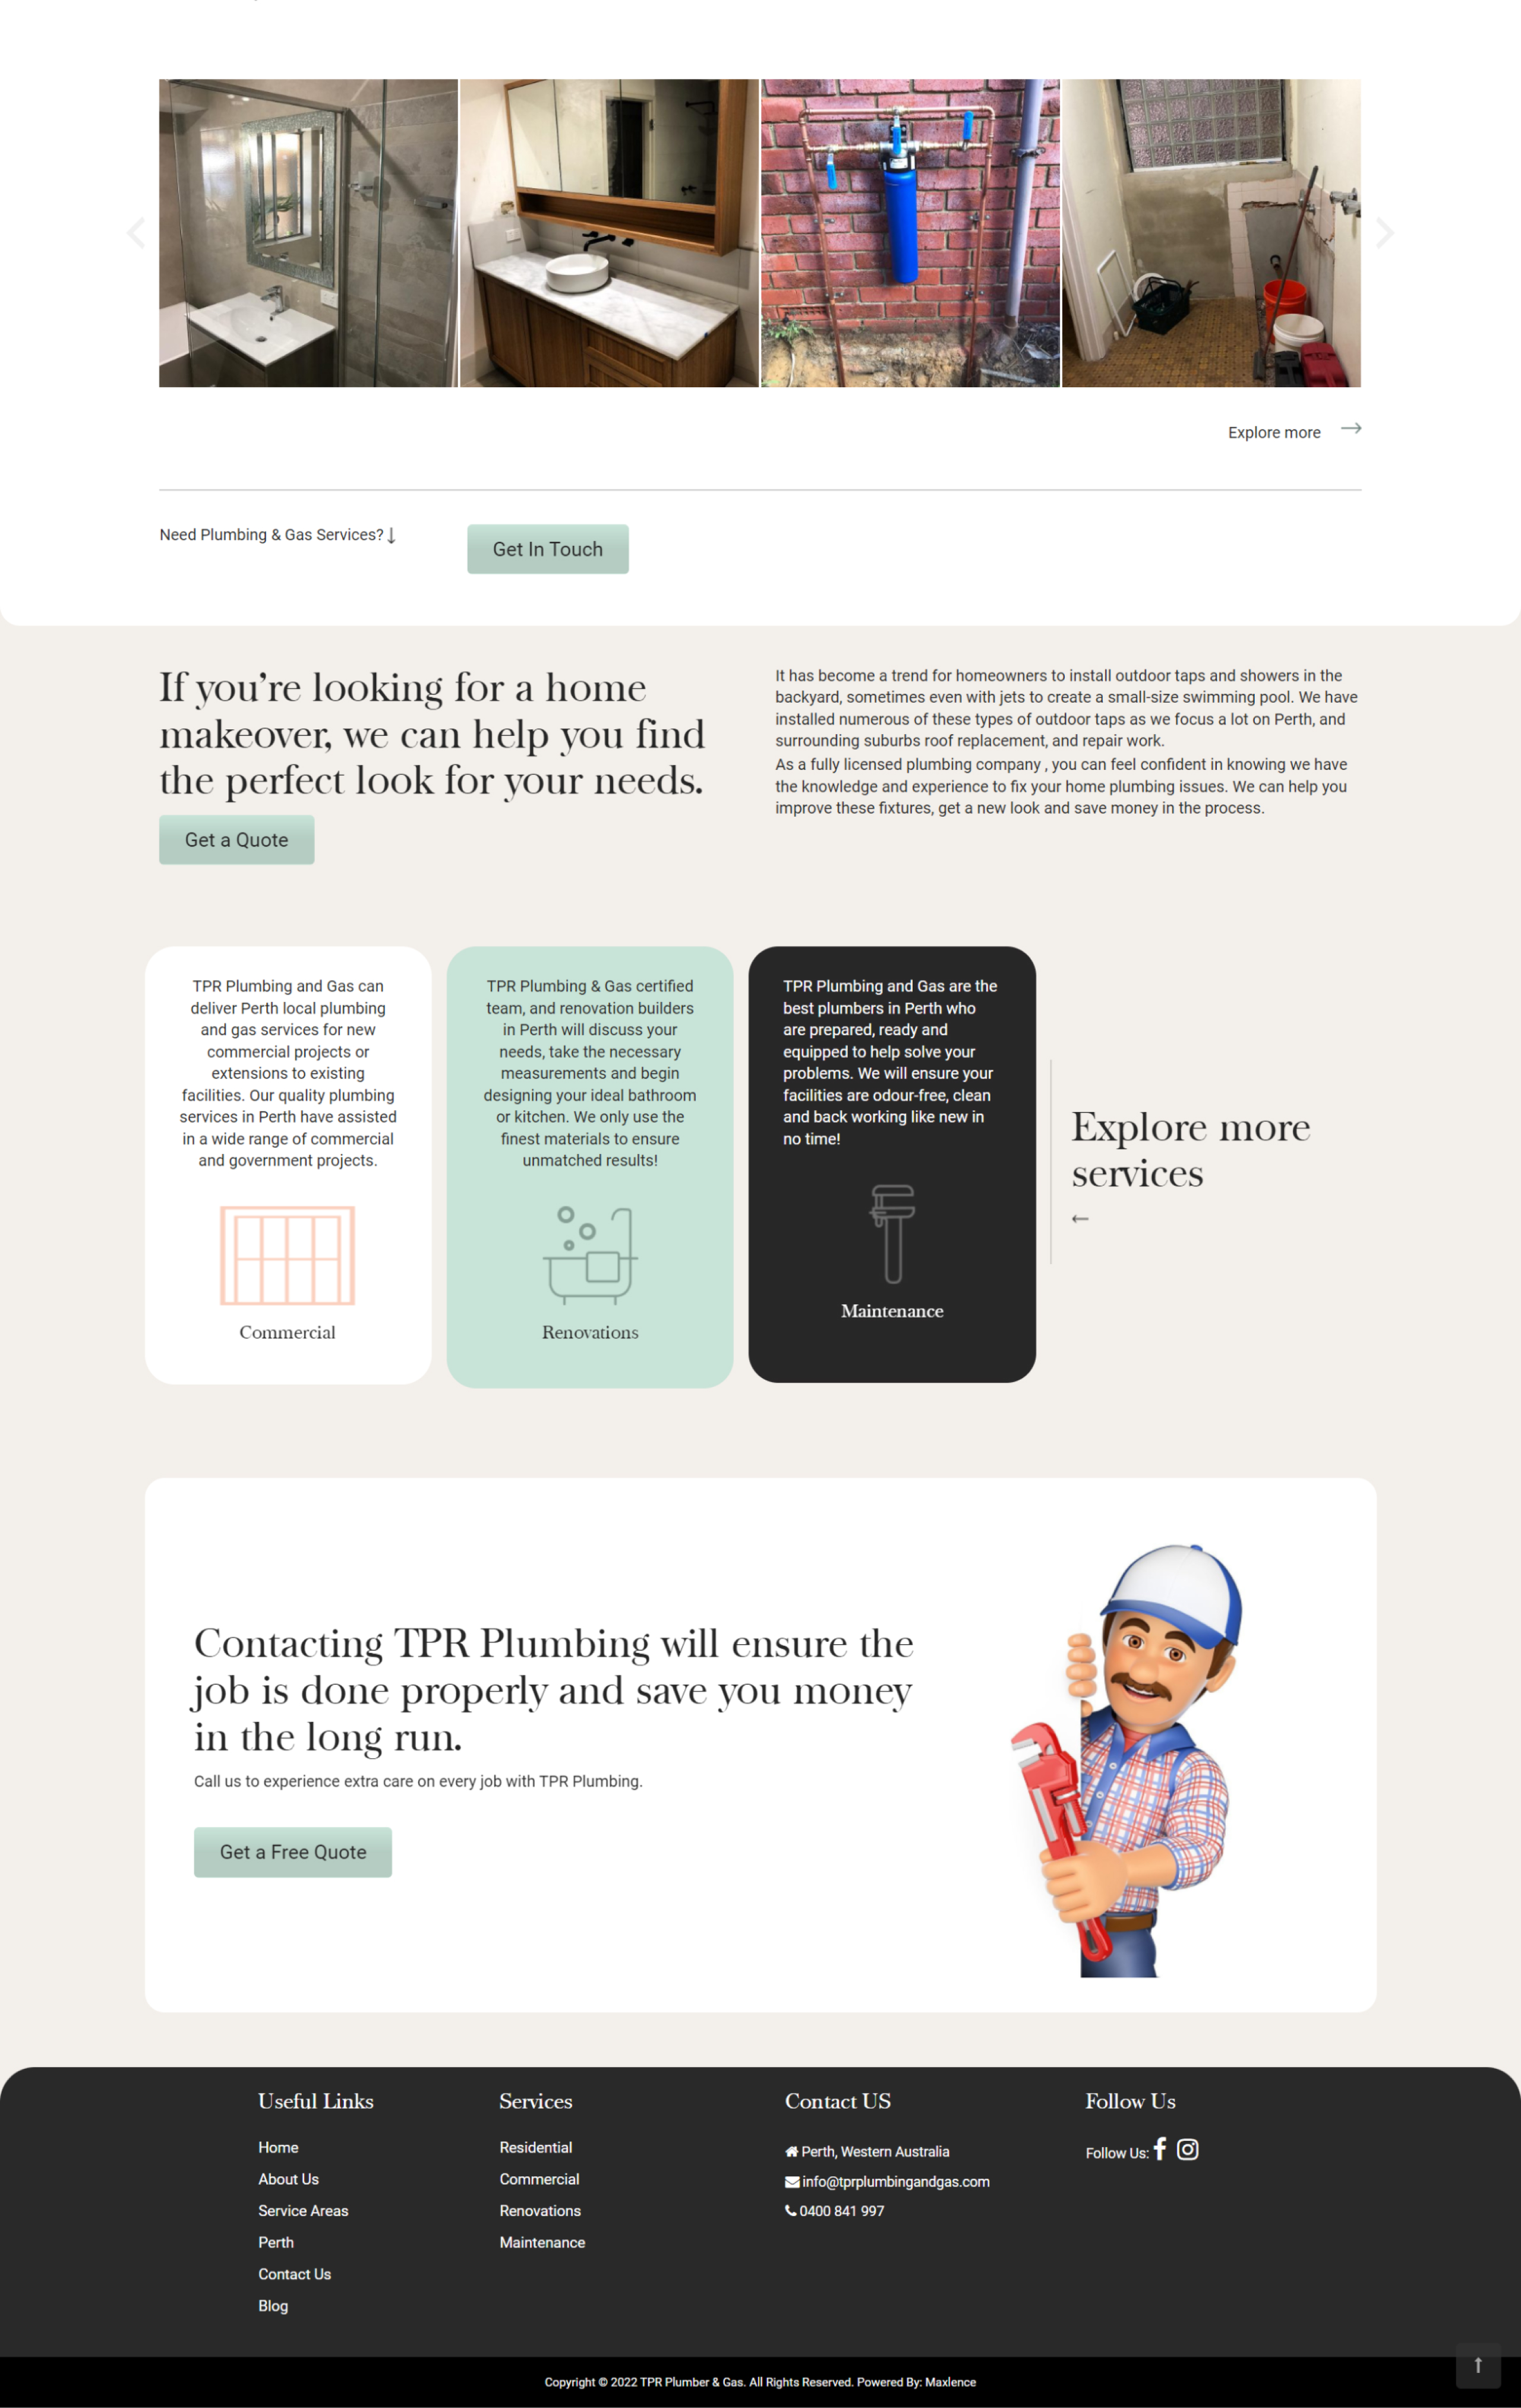 Explore more
Need Plumbing & Gas Services?
Get In Touch
If you're looking for a home
makeover, we can help you find
the perfect look for your needs.
Get a Quote
It has become a trend for homeowners to install outdoor taps and showers in the
backyard, sometimes even with jets to create a small-size swimming pool. We have
installed numerous of these types of outdoor taps as we focus a lot on Perth, and
surrounding suburbs roof replacement, and repair work.
As a fully licensed plumbing company , you can feel confident in knowing we have
the knowledge and experience to fix your home plumbing issues. We can help you
improve these fixtures, get a new look and save money in the process.
TPR Plumbing and Gas can
deliver Perth local plumbing
and gas services for new
commercial projects or
extensions to existing
facilities. Our quality plumbing
services in Perth have assisted
in a wide range of commercial
and government projects.
Commercial
TPR Plumbing & Gas certified
team, and renovation builders
in Perth will discuss your
needs, take the necessary
measurements and begin
designing your ideal bathroom
or kitchen. We only use the
finest materials to ensure
unmatched results!
Renovations
TPR Plumbing and Gas are the
best plumbers in Perth who
are prepared, ready and
equipped to help solve your
problems. We will ensure your
facilities are odour-free, clean
and back working like new in
no time!
Maintenance
Explore more
services
Contacting TPR Plumbing will ensure the
job is done properly and save you money
in the long run.
Call us to experience extra care on every job with TPR Plumbing.
Get a Free Quote
Useful Links
Home
About Us
Service Areas
Perth
Contact Us
Blog
Services
Residential
Commercial
Renovations
Maintenance
Contact US
Perth, Western Australia
info@tprplumbingandgas.com
0400 841 997
Follow Us
Follow Us:
Copyright © 2022 TPR Plumber & Gas. All Rights Reserved. Powered By: Maxlence